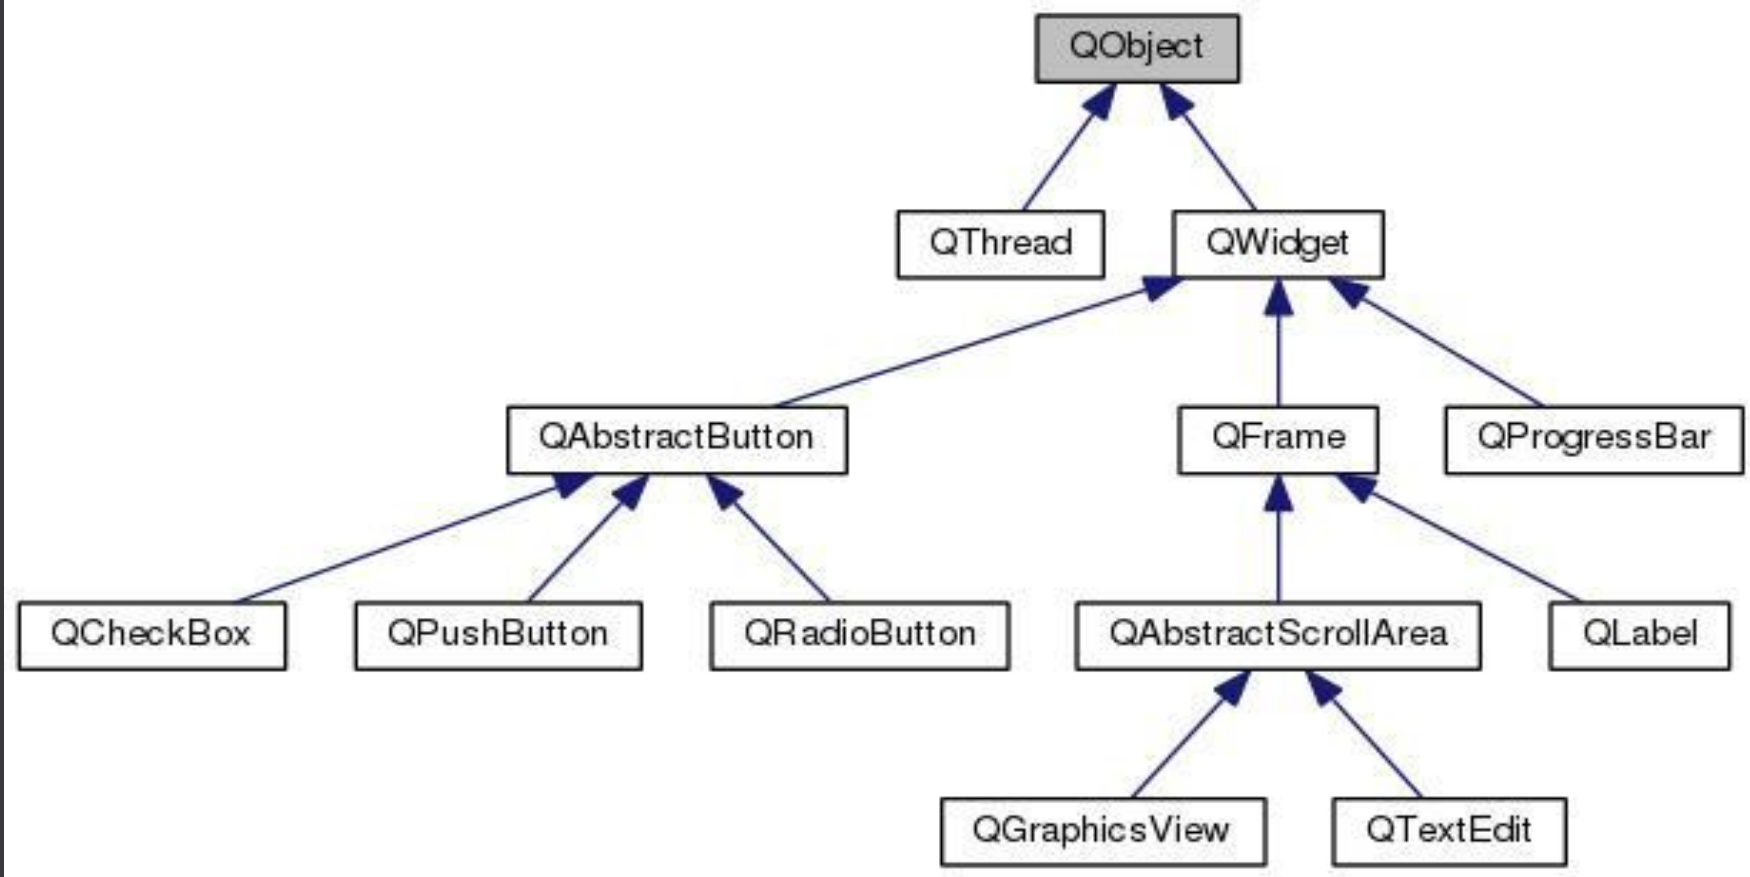 QObject
QThread
QWidget
QAbstractButton
QFrame
QProgressBar
QCheckBox
QPushButton
QRadioButton
QAbstractScrollArea
QLabel
QGraphicsView
QTextEdit